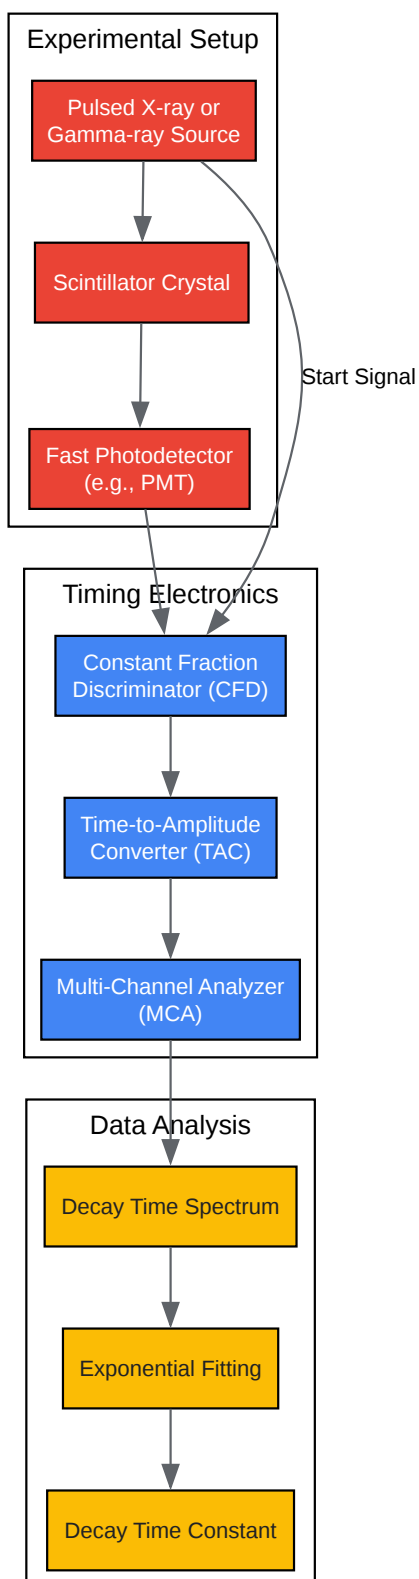 Experimental Setup
Pulsed X-ray or
Gamma-ray Source
Scintillator Crystal
Start Signal
Fast Photodetector
(e.g., PMT)
Timing Electronics
Constant Fraction
Discriminator (CFD)
Time-to-Amplitude
Converter (TAC)
Multi-Channel Analyzer
(MCA)
Data Analysis
Decay Time Spectrum
Exponential Fitting
Decay Time Constant